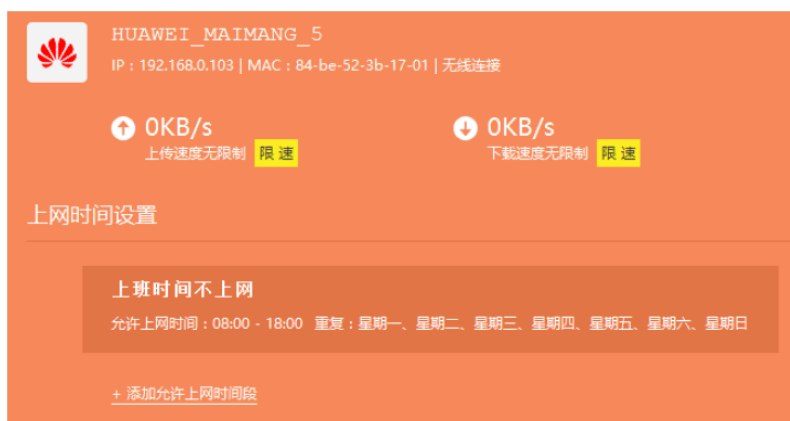 HUAWEI_MAIMANG_5
IP : 192.168.0.103 | MAC : 84-be-52-3b-17-01 | 无线连接
0KB/s
上传速度无限制 限速
0KB/s
下载速度无限制 限速
上网时间设置
上班时间不上网
允许上网时间 : 08:00 - 18:00 重复 : 星期一、星期二、星期三、星期四、星期五、星期六、星期日
+ 添加允许上网时间段